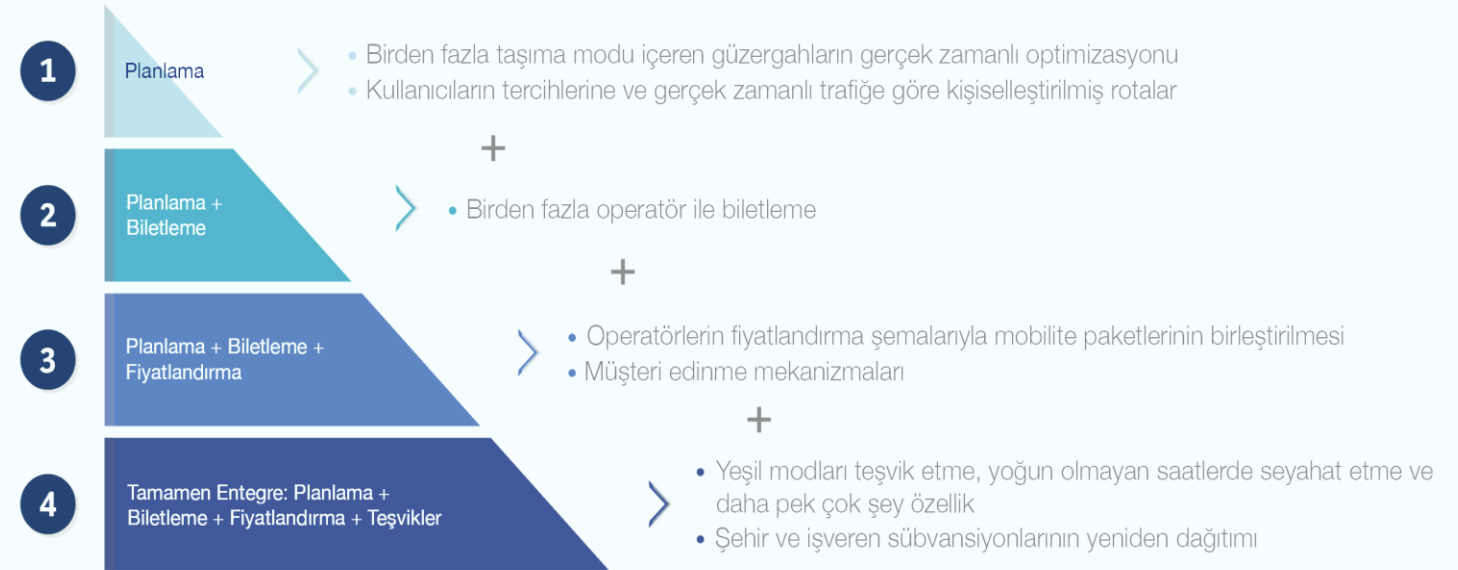 1
Planlama
• Birden fazla taşıma modu içeren güzergahların gerçek zamanlı optimizasyonu
• Kullanıcıların tercihlerine ve gerçek zamanlı trafiğe göre kişiselleştirilmiş rotalar
+
2
Planlama +
Biletleme
• Birden fazla operatör ile biletleme
+
3
Planlama + Biletleme +
Fiyatlandırma
• Operatörlerin fiyatlandırma şemalarıyla mobilite paketlerinin birleştirilmesi
• Müşteri edinme mekanizmaları
+
4
Tamamen Entegre: Planlama +
Biletleme + Fiyatlandırma + Teşvikler
• Yeşil modları teşvik etme, yoğun olmayan saatlerde seyahat etme ve
daha pek çok şey özellik
• Şehir ve işveren sübvansiyonlarının yeniden dağıtımı